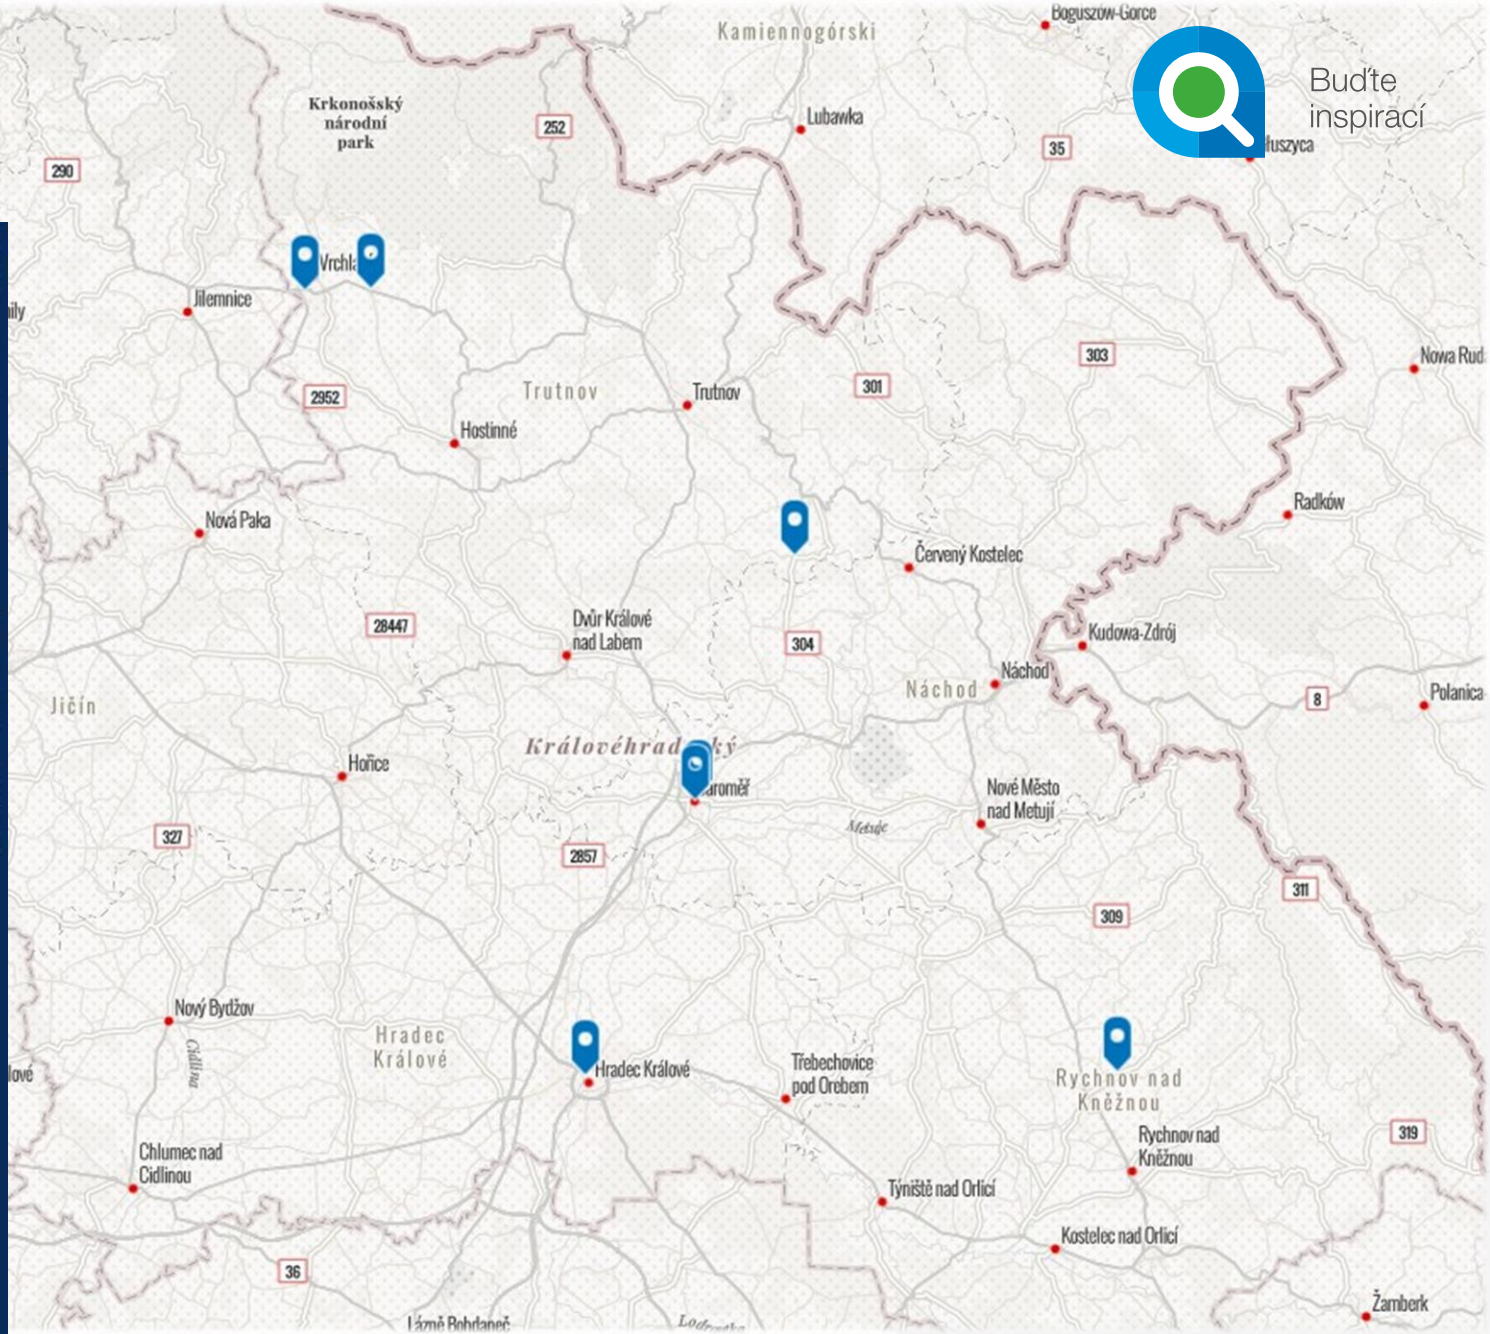 Boguszów-Gorce
Kamiennogórski
Buďte
inspirací
Krkonošský
národní
park
Lubawka
252
35
290
Vrchl
Jilemnice
303
Nowa Rud
301
Trutnov
Trutnov
2952
Hostinné
Radków
Nová Paka
Červený Kostelec
Dvůr Králové
nad Labem
28447
Kudowa-Zdrój
304
Náchod
Náchod
8
Polanica
Jičín
Královéhrad
ký
Hořice
aroměř
Nové Město
nad Metují
Metuje
327
2857
311
309
Nový Bydžov
Cidlina
Hradec
Králové
lové
Hradec Králové
Třebechovice
pod Orebem
Rychnov nad
Kněžnou
Rychnov nad
Kněžnou
319
Chlumec nad
Cidlinou
Týniště nad Orlicí
Kostelec nad Orlicí
36
Žamberk
Lázně Bohdaneč